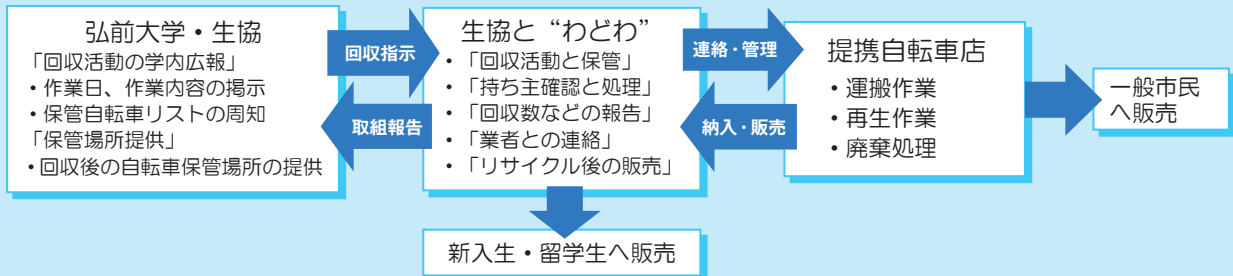 弘前大学・生協
「回収活動の学内広報」
・作業日、作業内容の掲示
・保管自転車リストの周知
「保管場所提供」
・回収後の自転車保管場所の提供
回収指示
取組報告
生協と“わどわ”
・「回収活動と保管」
・「持ち主確認と処理」
・「回収数などの報告」
・「業者との連絡」
・「リサイクル後の販売」
連絡・管理
納入・販売
提携自転車店
・運搬作業
・再生作業
・廃棄処理
一般市民
へ販売
新入生・留学生へ販売